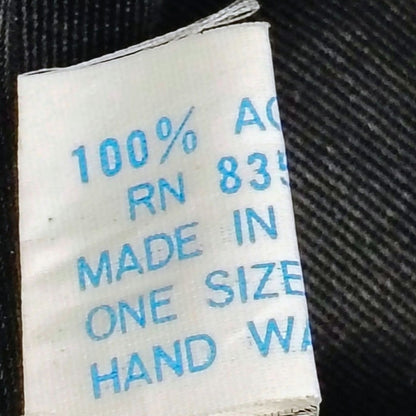 100% AC
RN 835
MADE IN
ONE SIZE
HAND WA